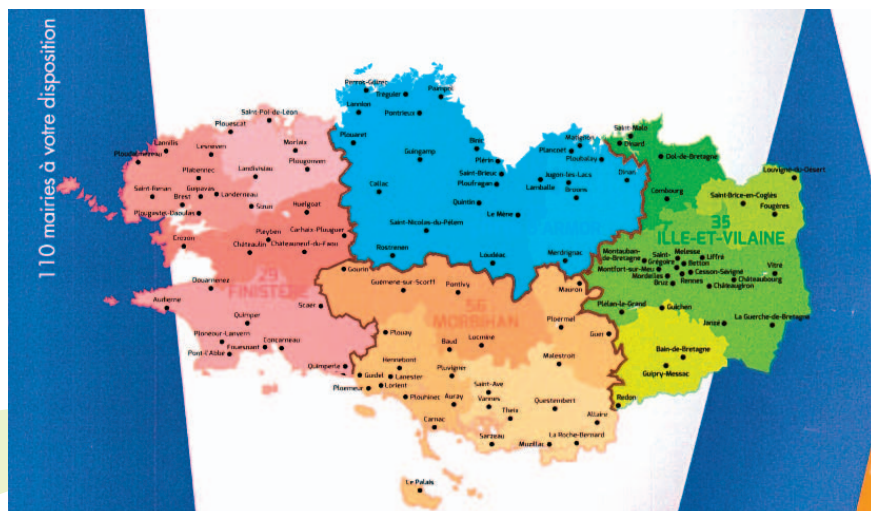 110 mairies à votre disposition
Perros-Guirec
Tréguier
Paimpol
Lannion
Pontrieux
Saint-Pol-de-Léon
Plouescat
Plouaret
Saint-Malo
Matignon
Dinard
Lannilis
Lesneven
Morlaix
Guingamp
Bégard
Plancoët
Ploubalay
Dol-de-Bretagne
Plabennec
Landivisiau
Plougonven
Plérin
Saint-Brieuc
Louvigné-du-Désert
Saint-Renan
Guipavas
Landerneau
Callac
Ploufragan
Lamballe
Jugon-les-Lacs
Dinan
Brest
Broons
Combourg
Saint-Brice-en-Coglès
Plougastel-Daoulas
Sizun
Huelgoat
Quintin
Le Mené
Fougères
Saint-Nicolas-du-Pélem
35
ILLE-ET-VILAINE
Crozon
Pleyben
Carhaix-Plouguer
Châteaulin
Châteauneuf-du-Faou
Rostrenen
Loudéac
Merdrignac
ARMOR
Montauban-de-Bretagne
Saint-Grégoire
Melesse
Liffré
Betton
Montfort-sur-Meu
Mordelles
Cesson-Sévigné
Vitré
Bruz
Rennes
Châteaubourg
Châteaugiron
29
FINISTÈRE
Gourin
Douarnenez
Guémené-sur-Scorff
Pontivy
Mauron
Audierne
Scaër
56
MORBIHAN
Plélan-le-Grand
Guichen
Quimper
Ploërmel
Guer
Janzé
La Guerche-de-Bretagne
Plonéour-Lanvern
Plouay
Fouesnant
Concarneau
Baud
Locminé
Bain-de-Bretagne
Pont-l'Abbé
Quimperlé
Hennebont
Malestroit
Guipry-Messac
Guidel
Lanester
Pluvigner
Ploemeur
Lorient
Saint-Avé
Plouhinec
Auray
Vannes
Questembert
Redon
Theix
Allaire
Carnac
Sarzeau
Muzillac
La Roche-Bernard
Le Palais